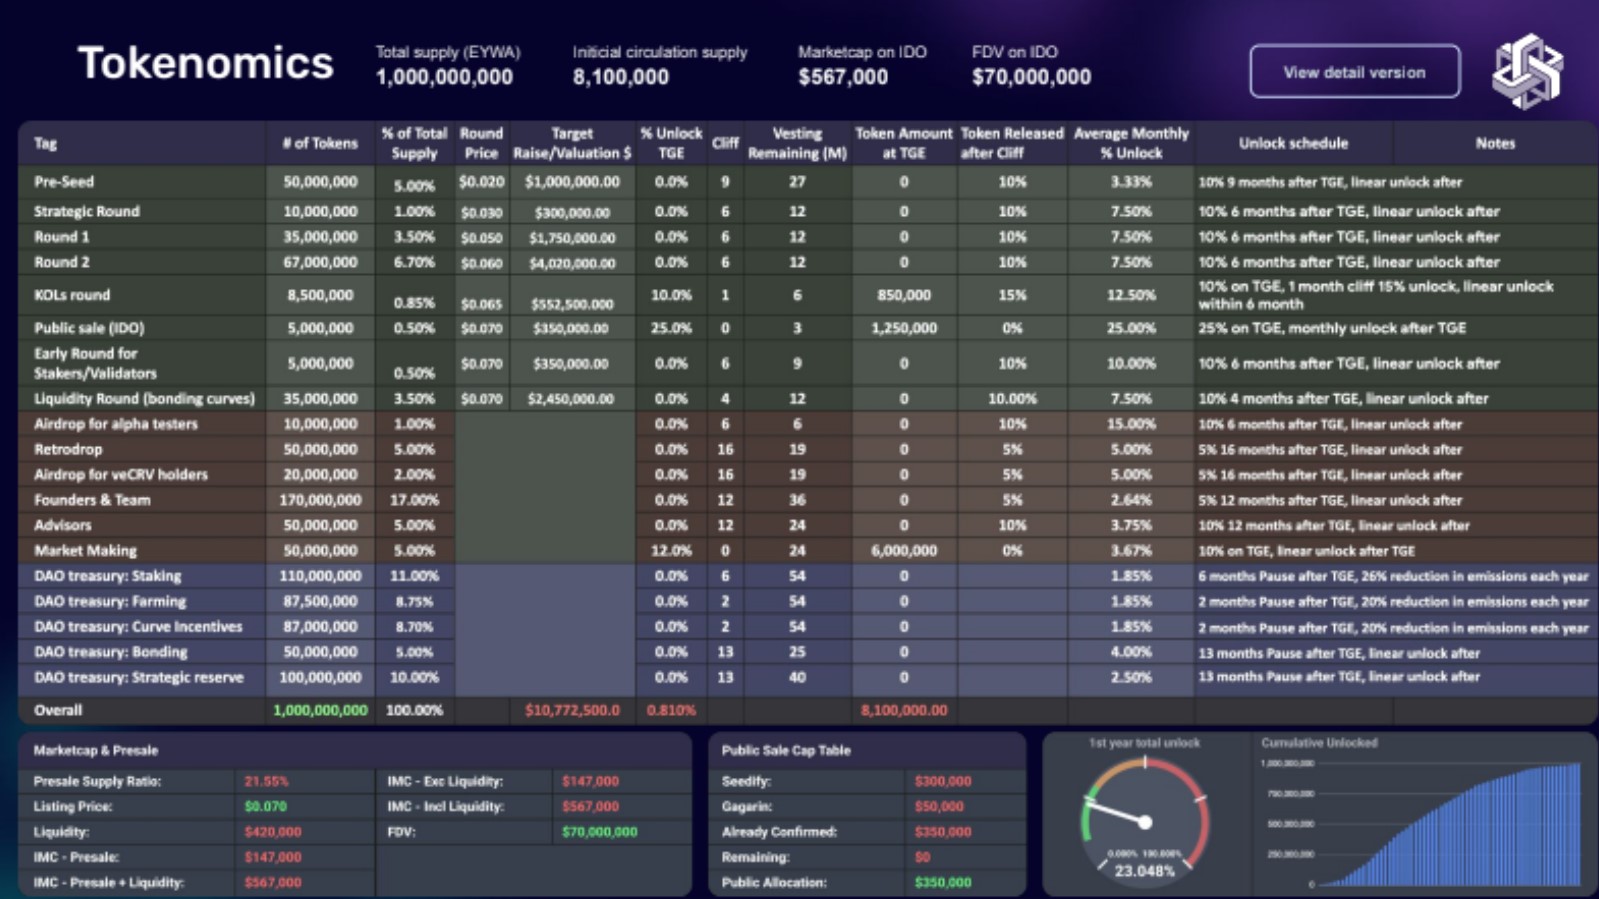 Tokenomics
Total supply (EYWA) Initicial circulation supply Marketcap on IDO FDV on IDO
1,000,000,000 8,100,000 $567,000 $70,000,000
View detail version
Tag # of Tokens % of Total Supply Round Price Target Raise/Valuation $ % Unlock TGE Cliff Vesting Remaining (M) Token Amount at TGE Token Released after Cliff Average Monthly % Unlock Unlock schedule Notes
Pre-Seed 50,000,000 5.00% $0.020 $1,000,000.00 0.0% 9 27 0 10% 3.33% 10% 9 months after TGE, linear unlock after
Strategic Round 10,000,000 1.00% $0.030 $300,000.00 0.0% 6 12 0 10% 7.50% 10% 6 months after TGE, linear unlock after
Round 1 35,000,000 3.50% $0.050 $1,750,000.00 0.0% 6 12 0 10% 7.50% 10% 6 months after TGE, linear unlock after
Round 2 67,000,000 6.70% $0.060 $4,020,000.00 0.0% 6 12 0 10% 7.50% 10% 6 months after TGE, linear unlock after
KOLs round 8,500,000 0.85% $0.065 $552,500.000 10.0% 1 6 850,000 15% 12.50% 10% on TGE, 1 month cliff 15% unlock, linear unlock within 6 month
Public sale (IDO) 5,000,000 0.50% $0.070 $350,000.00 25.0% 0 3 1,250,000 0% 25.00% 25% on TGE, monthly unlock after TGE
Early Round for Stakers/Validators 5,000,000 0.50% $0.070 $350,000.00 0.0% 6 9 0 10% 10.00% 10% 6 months after TGE, linear unlock after
Liquidity Round (bonding curves) 35,000,000 3.50% $0.070 $2,450,000.00 0.0% 4 12 0 10.00% 7.50% 10% 4 months after TGE, linear unlock after
Airdrop for alpha testers 10,000,000 1.00% 0.0% 6 6 0 10% 15.00% 10% 6 months after TGE, linear unlock after
Retrodrop 50,000,000 5.00% 0.0% 16 19 0 5% 5.00% 5% 16 months after TGE, linear unlock after
Airdrop for veCRV holders 20,000,000 2.00% 0.0% 16 19 0 5% 5.00% 5% 16 months after TGE, linear unlock after
Founders & Team 170,000,000 17.00% 0.0% 12 36 0 5% 2.64% 5% 12 months after TGE, linear unlock after
Advisors 50,000,000 5.00% 0.0% 12 24 0 10% 3.75% 10% 12 months after TGE, linear unlock after
Market Making 50,000,000 5.00% 12.0% 0 24 6,000,000 0% 3.67% 10% on TGE, linear unlock after TGE
DAO treasury: Staking 110,000,000 11.00% 0.0% 6 54 0 1.85% 6 months Pause after TGE, 26% reduction in emissions each year
DAO treasury: Farming 87,500,000 8.75% 0.0% 2 54 0 1.85% 2 months Pause after TGE, 20% reduction in emissions each year
DAO treasury: Curve Incentives 87,000,000 8.70% 0.0% 2 54 0 1.85% 2 months Pause after TGE, 20% reduction in emissions each year
DAO treasury: Bonding 50,000,000 5.00% 0.0% 13 25 0 4.00% 13 months Pause after TGE, linear unlock after
DAO treasury: Strategic reserve 100,000,000 10.00% 0.0% 13 40 0 2.50% 13 months Pause after TGE, linear unlock after
Overall 1,000,000,000 100.00% $10,772,500.0 0.810% 8,100,000.00
Marketcap & Presale
Presale Supply Ratio: 21.55% IMC - Exc Liquidity: $147,000
Listing Price: $0.070 IMC - Incl Liquidity: $567,000
Liquidity: $420,000 FDV: $70,000,000
IMC - Presale: $147,000
IMC - Presale + Liquidity: $567,000
Public Sale Cap Table
Seedify: $300,000
Gagarin: $50,000
Already Confirmed: $350,000
Remaining: $0
Public Allocation: $350,000
1st year total unlock
0.000% 100.000%
23.048%
Cumulative Unlocked
1,000,000,000
750,000,000
500,000,000
250,000,000
0